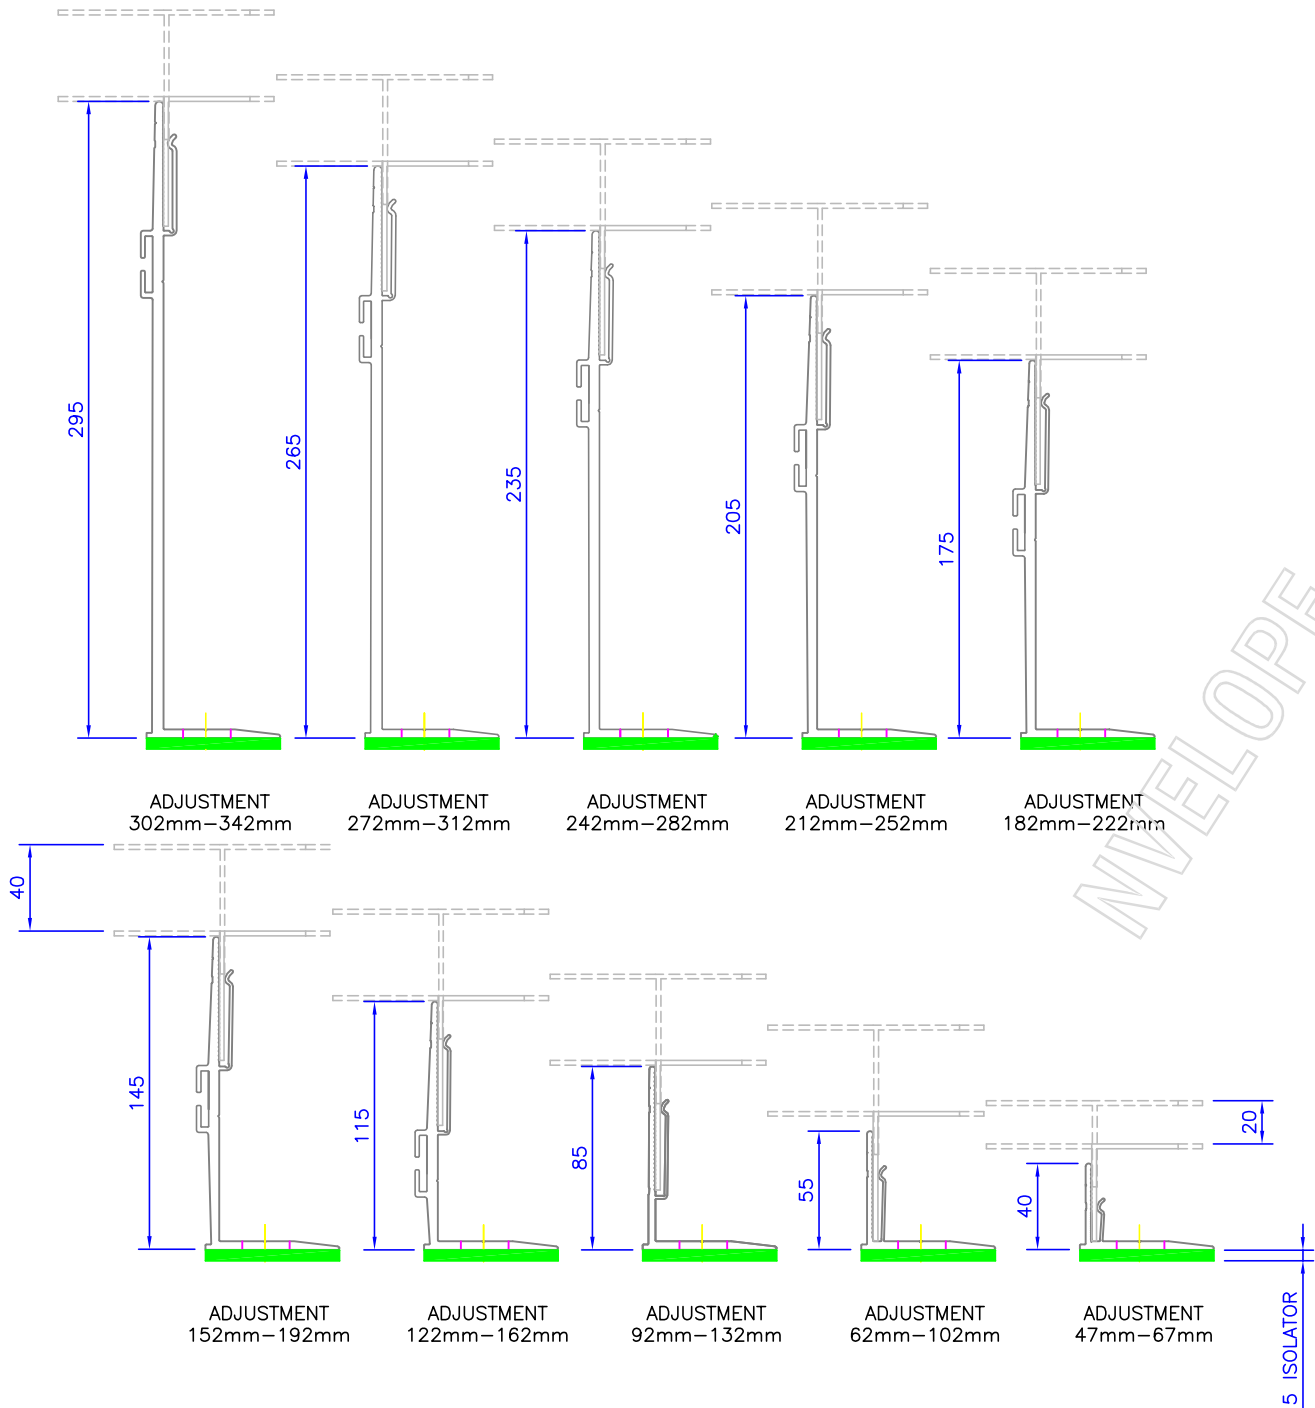 295
265
235
205
175
ADJUSTMENT
302mm-342mm
ADJUSTMENT
272mm-312mm
ADJUSTMENT
242mm-282mm
ADJUSTMENT
212mm-252mm
ADJUSTMENT
182mm-222mm
NVELOPE
40
145
115
85
55
40
20
5 ISOLATOR
ADJUSTMENT
152mm-192mm
ADJUSTMENT
122mm-162mm
ADJUSTMENT
92mm-132mm
ADJUSTMENT
62mm-102mm
ADJUSTMENT
47mm-67mm